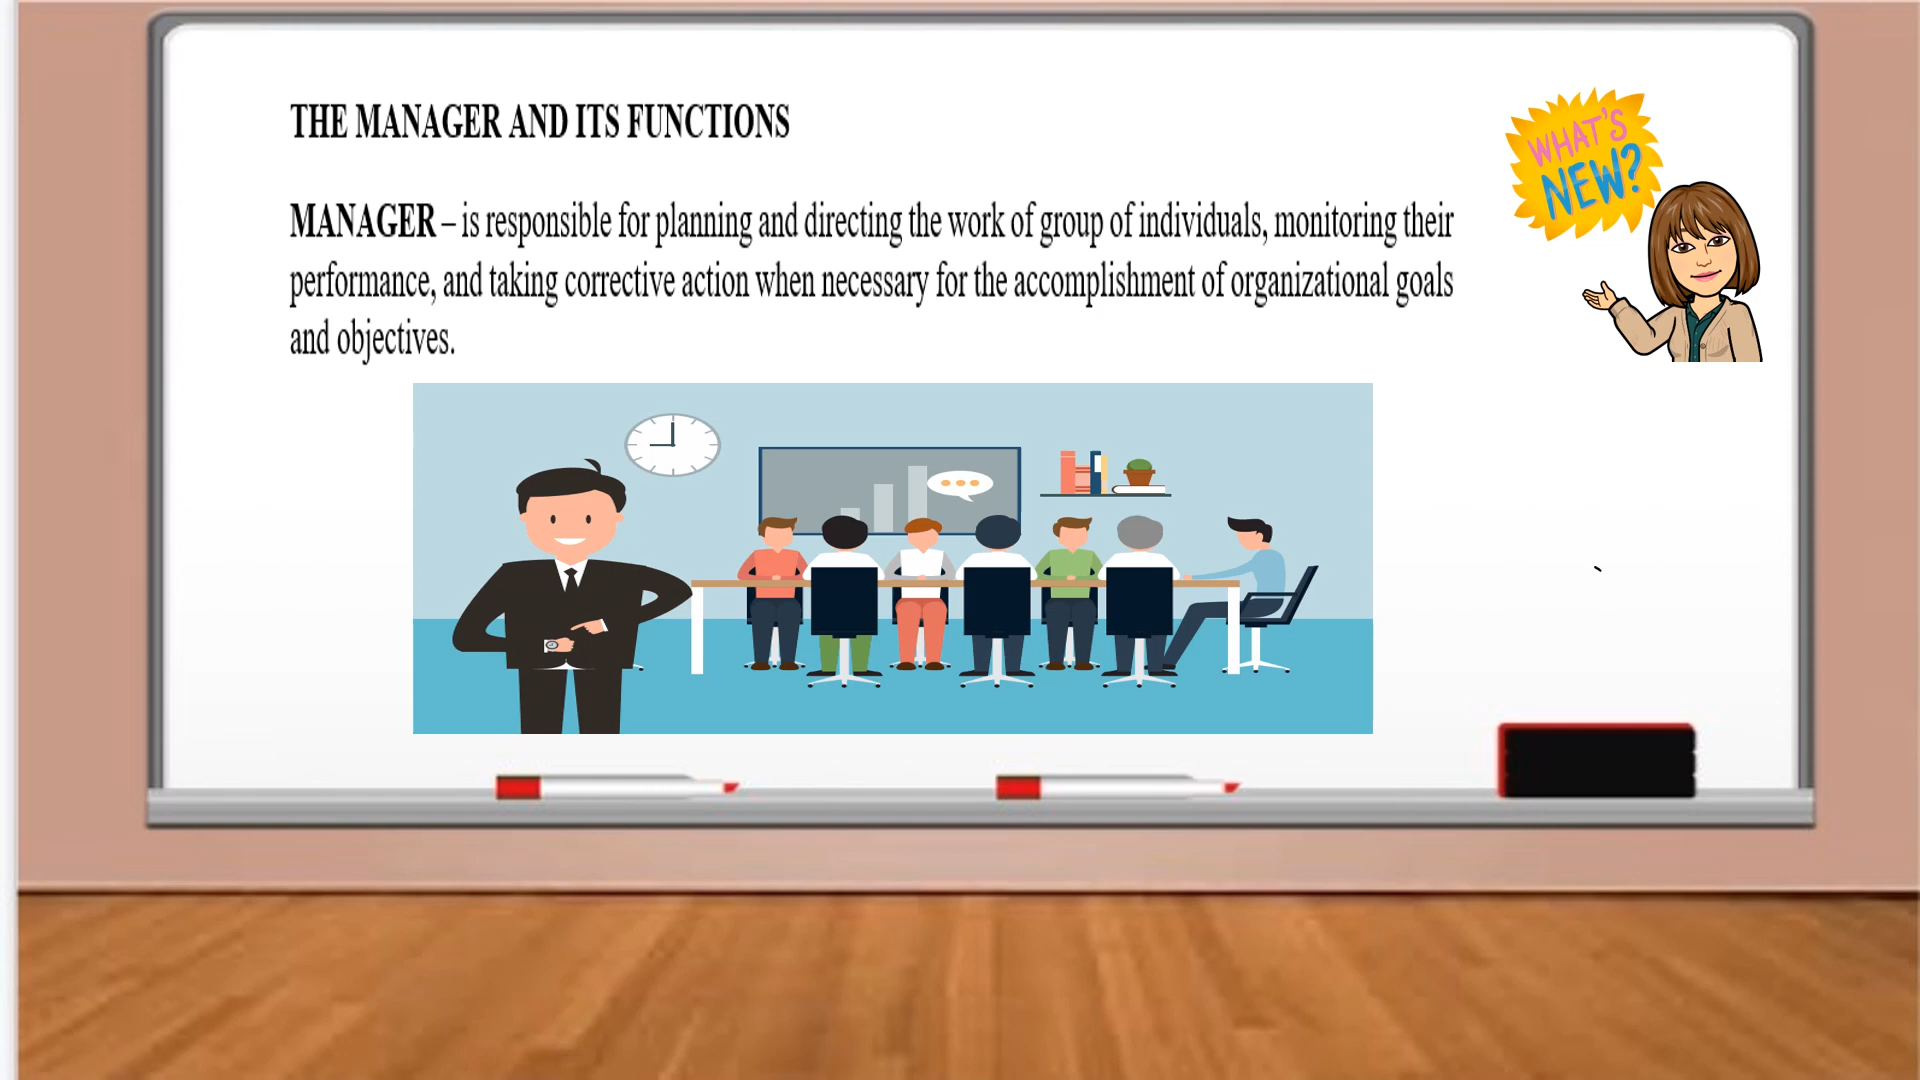 THE MANAGER AND ITS FUNCTIONS
WHAT'S
NEW?
MANAGER – is responsible for planning and directing the work of group of individuals, monitoring their
performance, and taking corrective action when necessary for the accomplishment of organizational goals
and objectives.